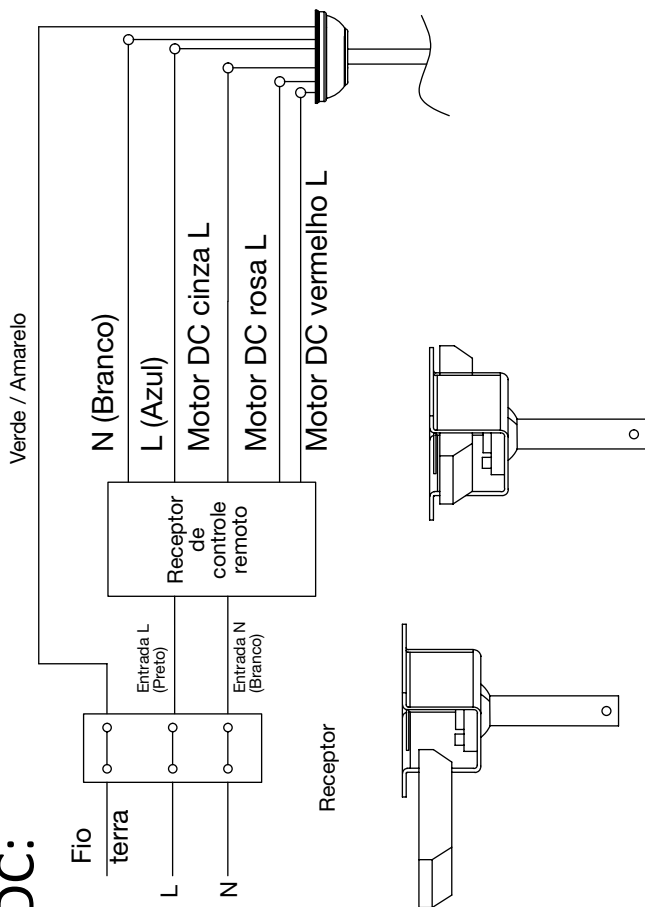 DC:
Verde / Amarelo
Fio
terra
L
N
Entrada L
(Preto)
Entrada N
(Branco)
Receptor
de
controle
remoto
N (Branco)
L (Azul)
Motor DC cinza L
Motor DC rosa L
Motor DC vermelho L
Receptor